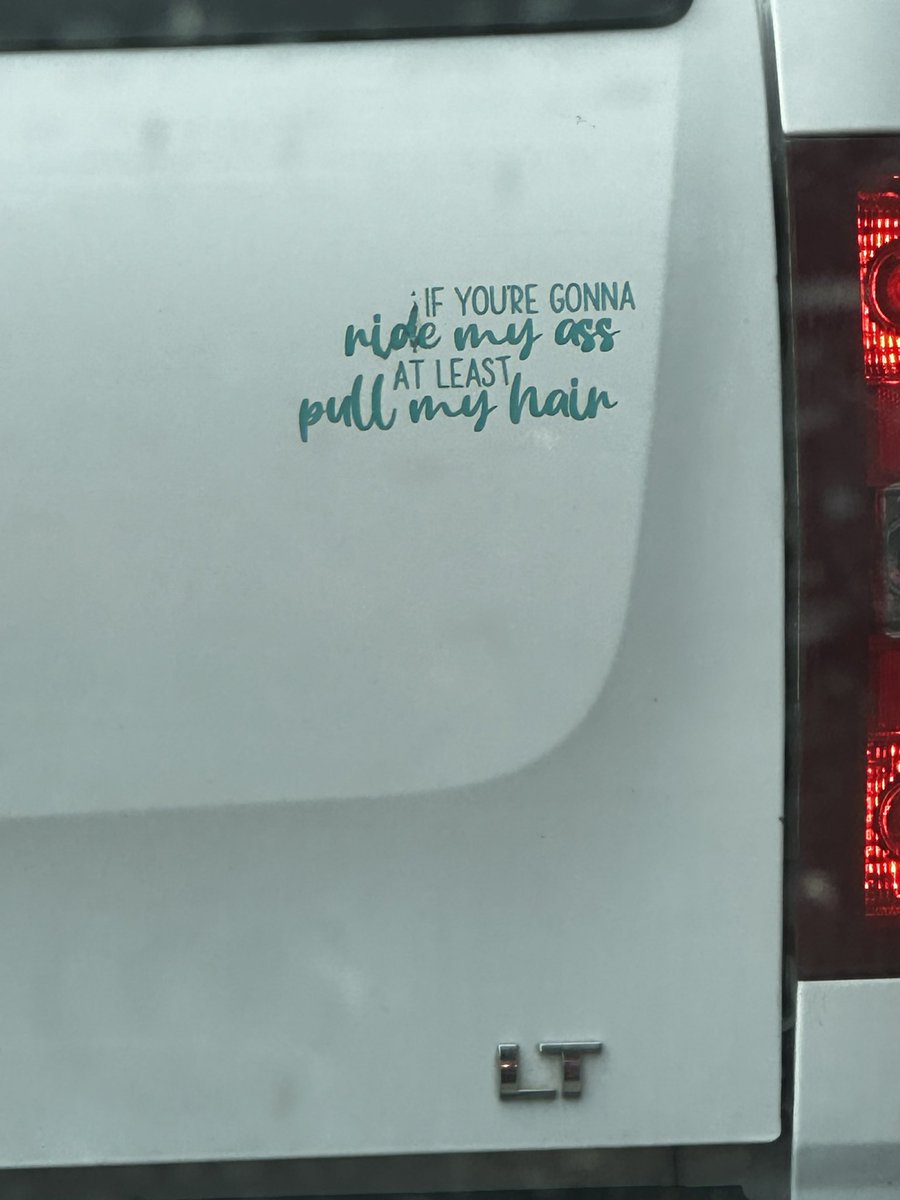 IF YOU'RE GONNA
ride my ass
AT LEAST
pull my hair
LT